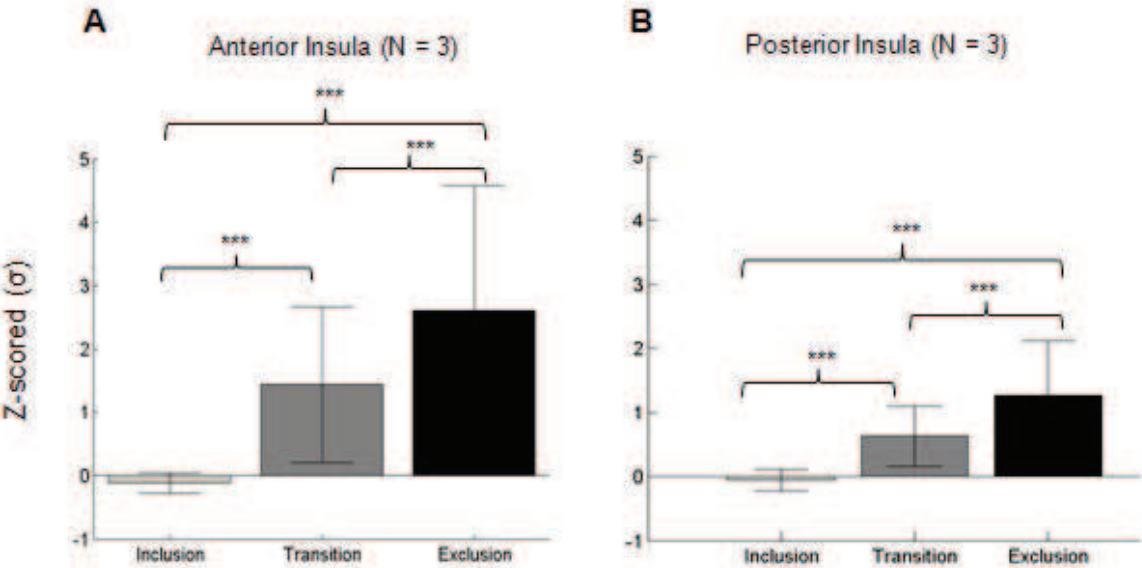 A
Anterior Insula (N = 3)
***
***
***
Z-scored (σ)
5
4
3
2
1
0
-1
Inclusion Transition Exclusion
B
Posterior Insula (N = 3)
***
***
***
5
4
3
2
1
0
-1
Inclusion Transition Exclusion